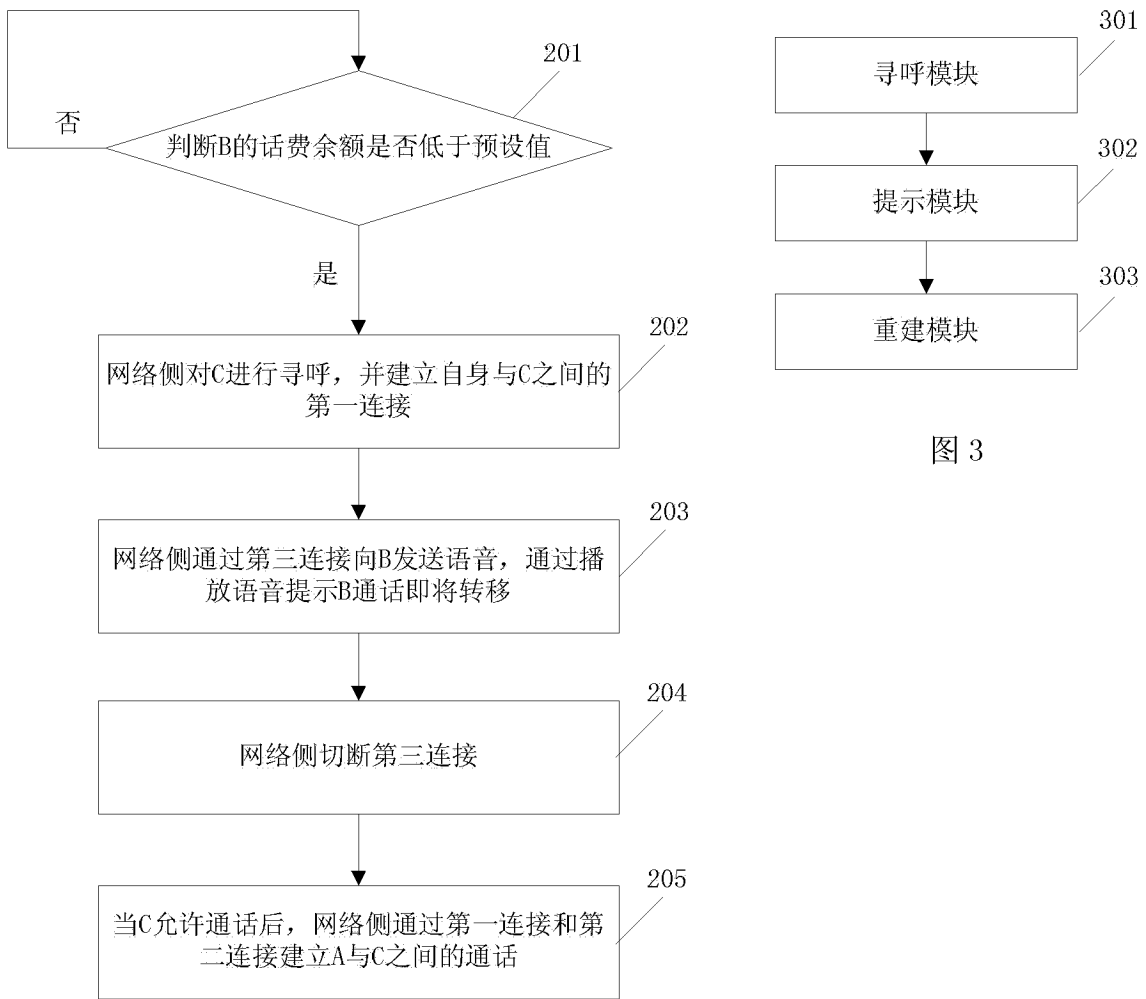 201
判断B的话费余额是否低于预设值
否
是
202
网络侧对C进行寻呼，并建立自身与C之间的
第一连接
203
网络侧通过第三连接向B发送语音，通过播
放语音提示B通话即将转移
204
网络侧切断第三连接
205
当C允许通话后，网络侧通过第一连接和第
二连接建立A与C之间的通话
301
寻呼模块
302
提示模块
303
重建模块
图 3